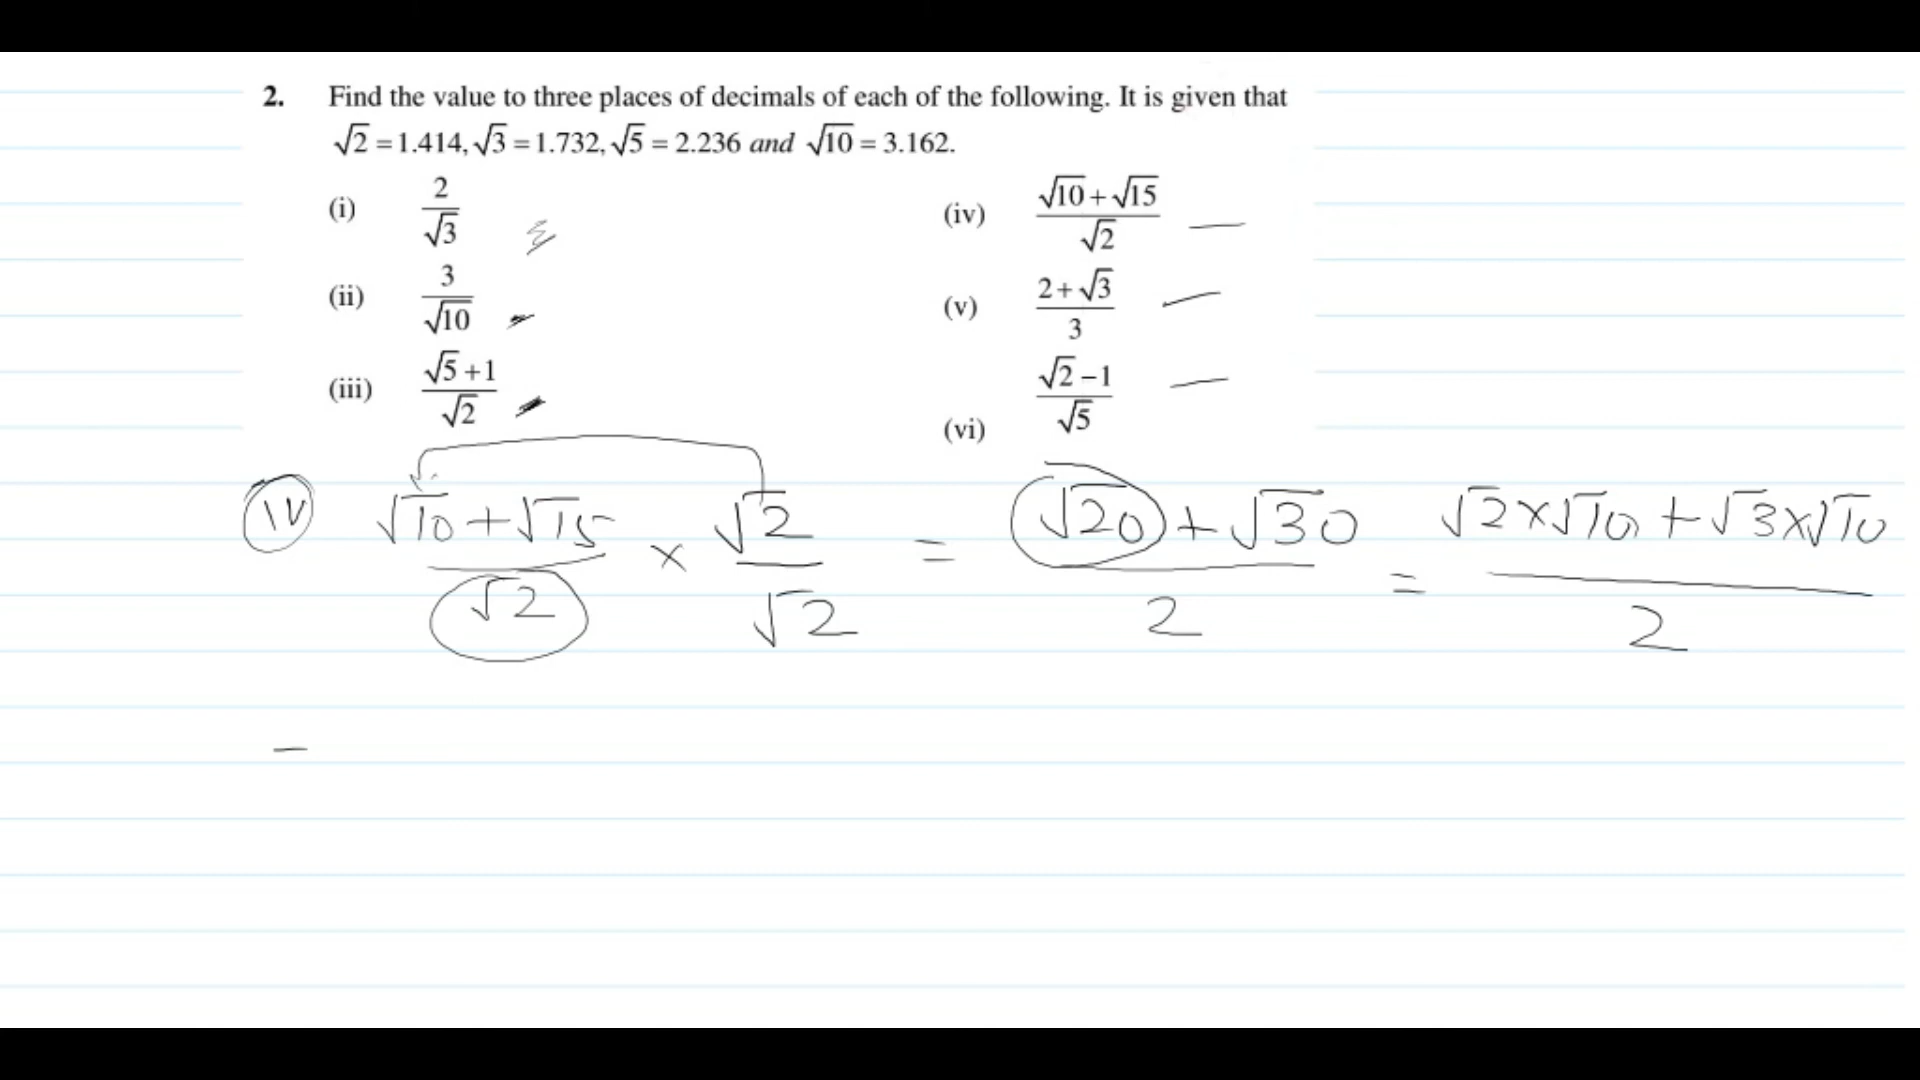 2. Find the value to three places of decimals of each of the following. It is given that
√2 = 1.414, √3 = 1.732, √5 = 2.236 and √10 = 3.162.
(i) 2/√3
(ii) 3/√10
(iii) (√5+1)/√2
(iv) (√10+√15)/√2
(v) (2+√3)/3
(vi) (√2−1)/√5
(iv) (√10+√15)/√2 × √2/√2 = (√20+√30)/2 = (√2×√10+√3×√10)/2